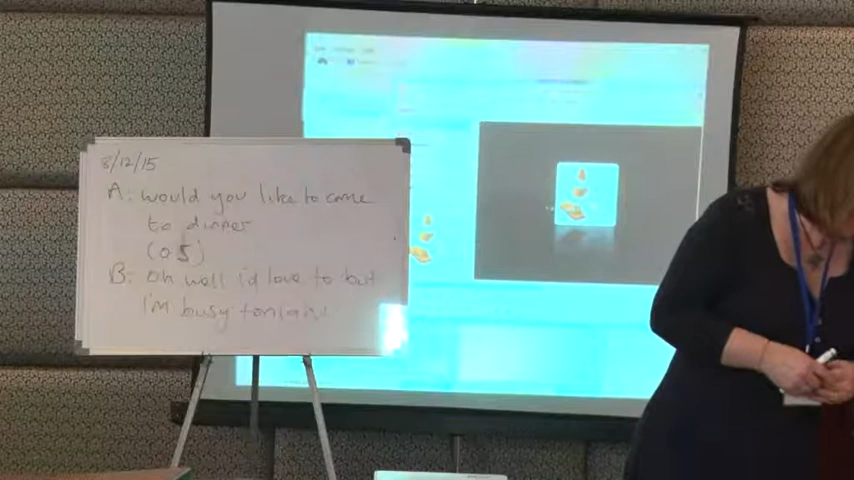 8/12/15
A: would you like to come
to dinner
(0.5)
B: oh well i'd love to but
i'm busy tonight